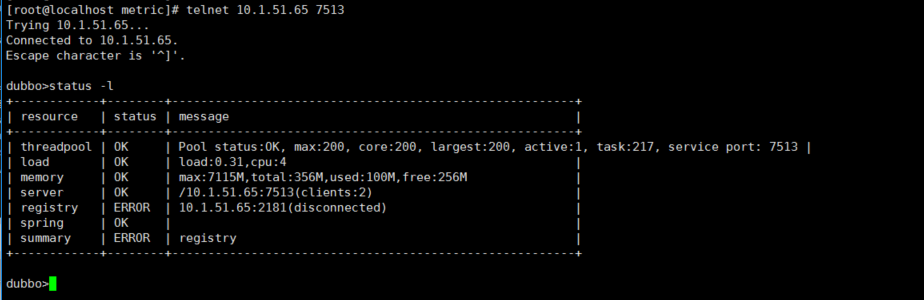 [root@localhost metric]# telnet 10.1.51.65 7513
Trying 10.1.51.65...
Connected to 10.1.51.65.
Escape character is '^]'.
dubbo>status -l
+------------+--------+--------------------------------------------------------+
| resource   | status | message                                                |
+------------+--------+--------------------------------------------------------+
| threadpool | OK     | Pool status:OK, max:200, core:200, largest:200, active:1, task:217, service port: 7513 |
| load       | OK     | load:0.31,cpu:4                                        |
| memory     | OK     | max:7115M,total:356M,used:100M,free:256M               |
| server     | OK     | /10.1.51.65:7513(clients:2)                            |
| registry   | ERROR  | 10.1.51.65:2181(disconnected)                          |
| spring     | OK     |                                                        |
| summary    | ERROR  | registry                                               |
+------------+--------+--------------------------------------------------------+
dubbo>